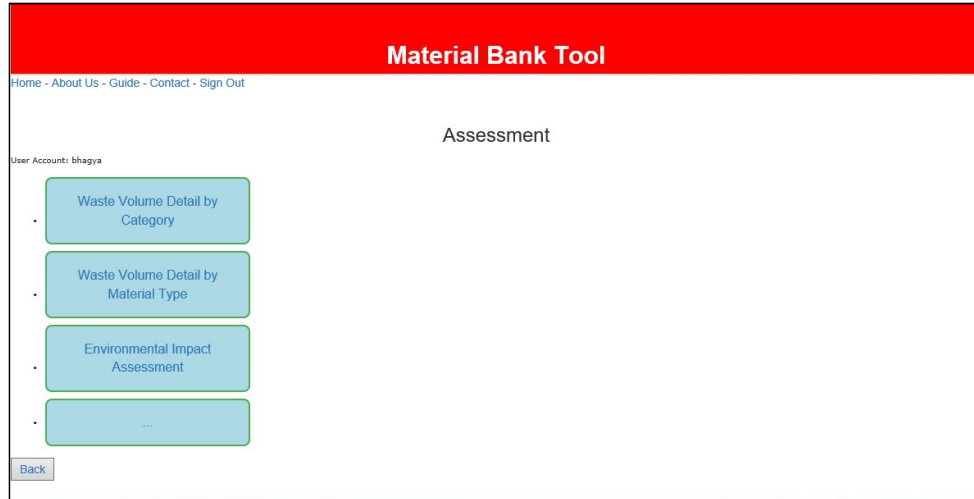 Material Bank Tool
Home - About Us - Guide - Contact - Sign Out
Assessment
User Account: bhagya
Waste Volume Detail by
Category
Waste Volume Detail by
Material Type
Environmental Impact
Assessment
...
Back